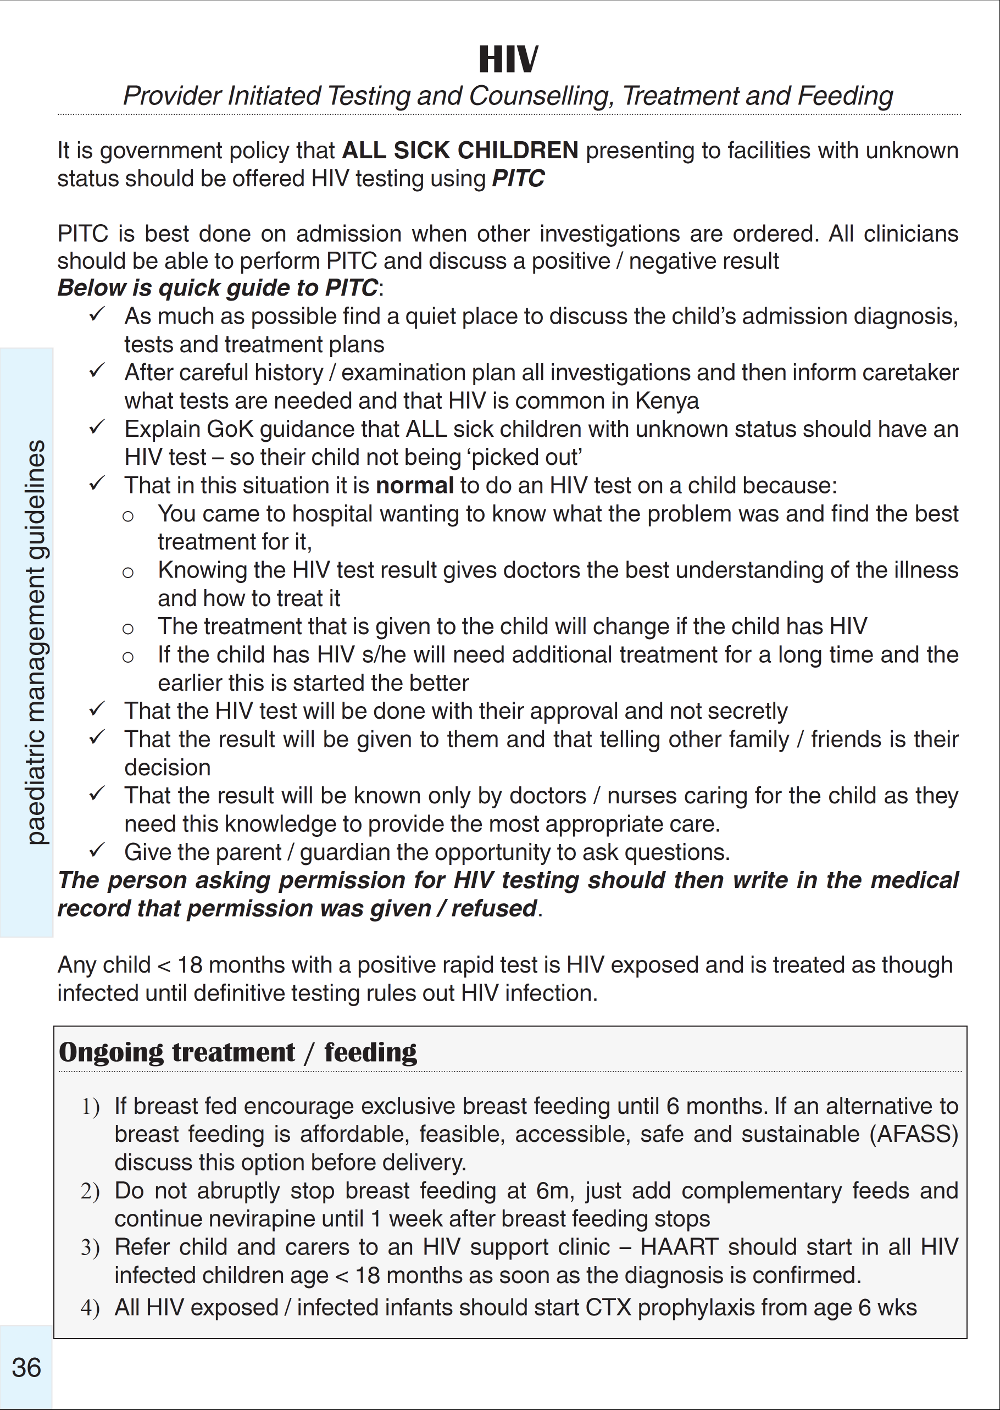 HIV
Provider Initiated Testing and Counselling, Treatment and Feeding
It is government policy that ALL SICK CHILDREN presenting to facilities with unknown
status should be offered HIV testing using PITC
PITC is best done on admission when other investigations are ordered. All clinicians
should be able to perform PITC and discuss a positive / negative result
Below is quick guide to PITC:
✓ As much as possible find a quiet place to discuss the child’s admission diagnosis,
tests and treatment plans
✓ After careful history / examination plan all investigations and then inform caretaker
what tests are needed and that HIV is common in Kenya
✓ Explain GoK guidance that ALL sick children with unknown status should have an
HIV test – so their child not being ‘picked out’
✓ That in this situation it is normal to do an HIV test on a child because:
o You came to hospital wanting to know what the problem was and find the best
treatment for it,
o Knowing the HIV test result gives doctors the best understanding of the illness
and how to treat it
o The treatment that is given to the child will change if the child has HIV
o If the child has HIV s/he will need additional treatment for a long time and the
earlier this is started the better
✓ That the HIV test will be done with their approval and not secretly
✓ That the result will be given to them and that telling other family / friends is their
decision
✓ That the result will be known only by doctors / nurses caring for the child as they
need this knowledge to provide the most appropriate care.
✓ Give the parent / guardian the opportunity to ask questions.
The person asking permission for HIV testing should then write in the medical
record that permission was given / refused.
Any child < 18 months with a positive rapid test is HIV exposed and is treated as though
infected until definitive testing rules out HIV infection.
Ongoing treatment / feeding
1) If breast fed encourage exclusive breast feeding until 6 months. If an alternative to
breast feeding is affordable, feasible, accessible, safe and sustainable (AFASS)
discuss this option before delivery.
2) Do not abruptly stop breast feeding at 6m, just add complementary feeds and
continue nevirapine until 1 week after breast feeding stops
3) Refer child and carers to an HIV support clinic – HAART should start in all HIV
infected children age < 18 months as soon as the diagnosis is confirmed.
4) All HIV exposed / infected infants should start CTX prophylaxis from age 6 wks
paediatric management guidelines
36